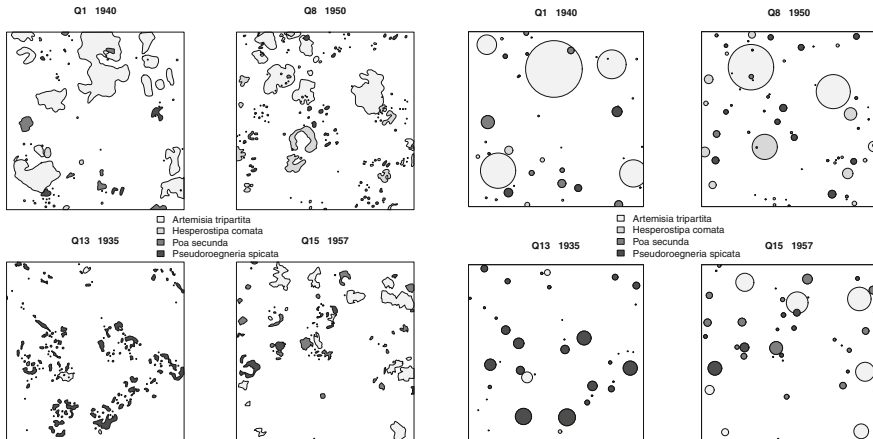 Q1 1940
Q8 1950
Artemisia tripartita
Hesperostipa comata
Poa secunda
Pseudoroegneria spicata
Q13 1935
Q15 1957
Q1 1940
Q8 1950
Artemisia tripartita
Hesperostipa comata
Poa secunda
Pseudoroegneria spicata
Q13 1935
Q15 1957